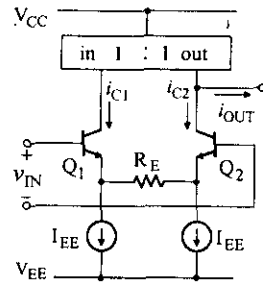 V_CC
in 1 : 1 out
i_C1
i_C2
i_OUT
+
v_IN
−
Q_1
R_E
Q_2
I_EE
I_EE
V_EE